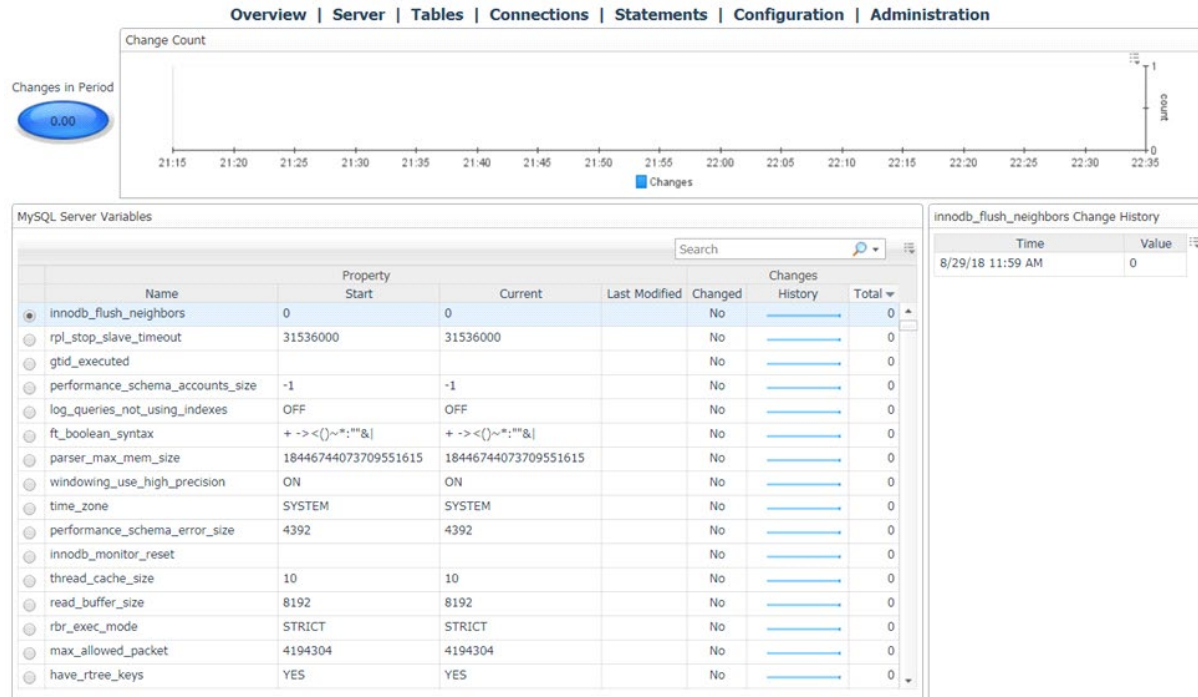 Overview | Server | Tables | Connections | Statements | Configuration | Administration
Change Count
Changes in Period
0.00
1
count
0
21:15 21:20 21:25 21:30 21:35 21:40 21:45 21:50 21:55 22:00 22:05 22:10 22:15 22:20 22:25 22:30 22:35
Changes
MySQL Server Variables
Search
Property Changes
Name Start Current Last Modified Changed History Total
innodb_flush_neighbors 0 0 No 0
rpl_stop_slave_timeout 31536000 31536000 No 0
gtid_executed No 0
performance_schema_accounts_size -1 -1 No 0
log_queries_not_using_indexes OFF OFF No 0
ft_boolean_syntax + -><()~*:""&| + -><()~*:""&| No 0
parser_max_mem_size 18446744073709551615 18446744073709551615 No 0
windowing_use_high_precision ON ON No 0
time_zone SYSTEM SYSTEM No 0
performance_schema_error_size 4392 4392 No 0
innodb_monitor_reset No 0
thread_cache_size 10 10 No 0
read_buffer_size 8192 8192 No 0
rbr_exec_mode STRICT STRICT No 0
max_allowed_packet 4194304 4194304 No 0
have_rtree_keys YES YES No 0
innodb_flush_neighbors Change History
Time Value
8/29/18 11:59 AM 0